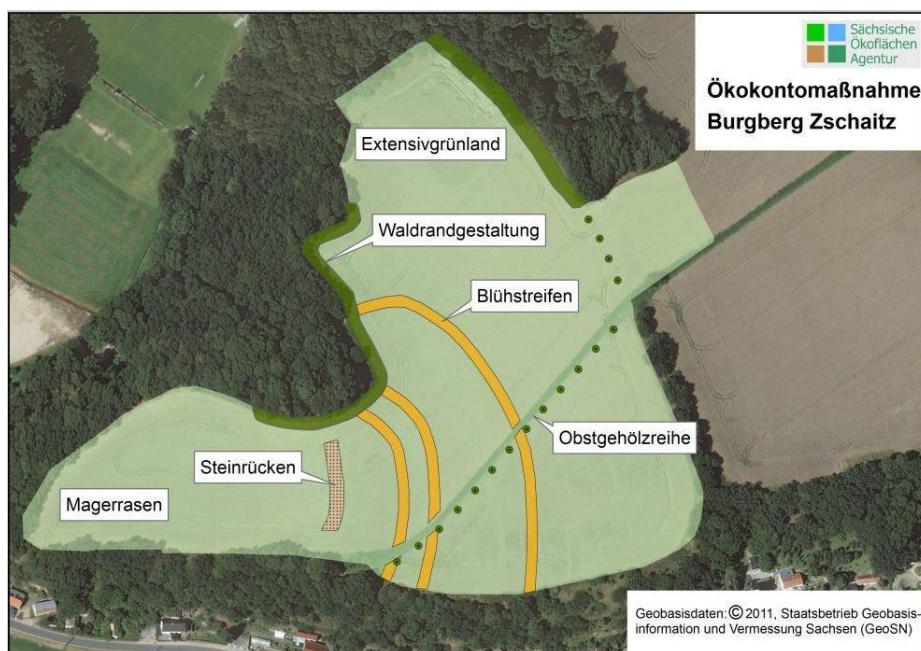 Sächsische
Ökoflächen
Agentur
Ökokontomaßnahme
Burgberg Zschaitz
Extensivgrünland
Waldrandgestaltung
Blühstreifen
Obstgehölzreihe
Steinrücken
Magerrasen
Geobasisdaten: © 2011, Staatsbetrieb Geobasis-
information und Vermessung Sachsen (GeoSN)